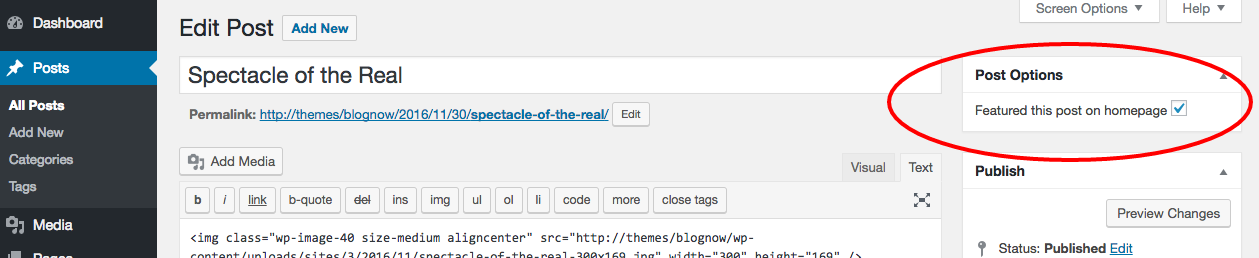 Dashboard
Posts
All Posts
Add New
Categories
Tags
Media
Pages
Screen Options ▼
Help ▼
Edit Post Add New
Spectacle of the Real
Permalink: http://themes/blognow/2016/11/30/spectacle-of-the-real/ Edit
Add Media
Visual Text
b i link b-quote del ins img ul ol li code more close tags
<img class="wp-image-40 size-medium aligncenter" src="http://themes/blognow/wp-
content/uploads/sites/3/2016/11/spectacle-of-the-real-300x169.jpg" width="300" height="169" />
Post Options
Featured this post on homepage
Publish
Preview Changes
Status: Published Edit